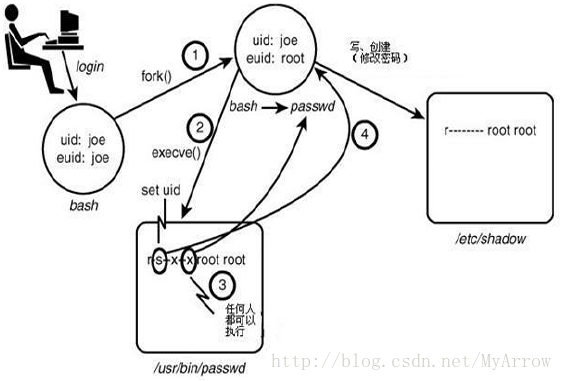 login
uid: joe
euid: joe
bash
fork()
1
uid: joe
euid: root
bash
passwd
写、创建
（修改密码）
r-------- root root
/etc/shadow
2
execve()
4
set uid
r-s-x-x root root
3
任何人
都可以
执行
/usr/bin/passwd
http://blog.csdn.net/MyArrow